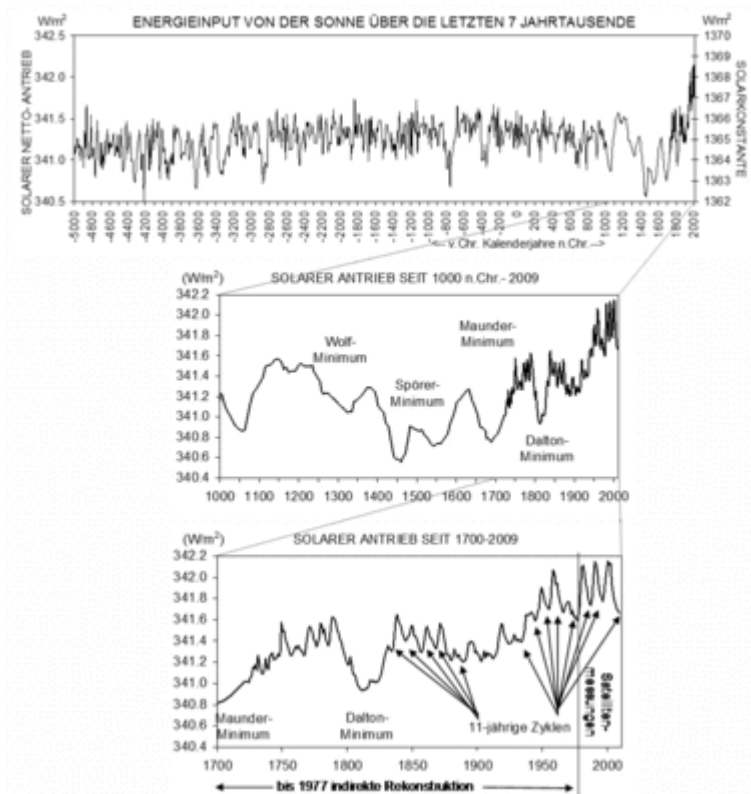 W/m² ENERGIEINPUT VON DER SONNE ÜBER DIE LETZTEN 7 JAHRTAUSENDE W/m²
342.5 1370
1369
342.0 1368
1367
341.5 1366
1365
341.0 1364
1363
340.5 1362
SOLARER NETTO- ANTRIEB
SOLARKONSTANTE
-5000 -4800 -4600 -4400 -4200 -4000 -3800 -3600 -3400 -3200 -3000 -2800 -2600 -2400 -2200 -2000 -1800 -1600 -1400 -1200 -1000 -800 -600 -400 -200 0 200 400 600 800 1000 1200 1400 1600 1800 2000
<-- v.Chr. Kalenderjahre n.Chr. -->
(W/m²) SOLARER ANTRIEB SEIT 1000 n.Chr.- 2009
342.2
342.0
341.8
341.6
341.4
341.2
341.0
340.8
340.6
340.4
Wolf-
Minimum
Spörer-
Minimum
Maunder-
Minimum
Dalton-
Minimum
1000 1100 1200 1300 1400 1500 1600 1700 1800 1900 2000
(W/m²) SOLARER ANTRIEB SEIT 1700-2009
342.2
342.0
341.8
341.6
341.4
341.2
341.0
340.8
340.6
340.4
Maunder-
Minimum
Dalton-
Minimum
11-jährige Zyklen
Satelliten-
messungen
1700 1750 1800 1850 1900 1950 2000
bis 1977 indirekte Rekonstruktion